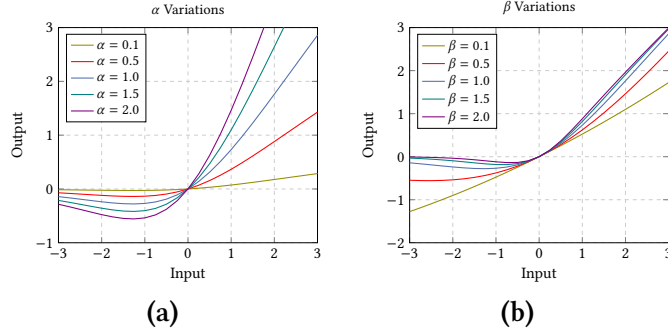 α Variations
Output
3
2
1
0
−1
α = 0.1
α = 0.5
α = 1.0
α = 1.5
α = 2.0
−3 −2 −1 0 1 2 3
Input
(a)
β Variations
Output
3
2
1
0
−1
−2
β = 0.1
β = 0.5
β = 1.0
β = 1.5
β = 2.0
−3 −2 −1 0 1 2 3
Input
(b)